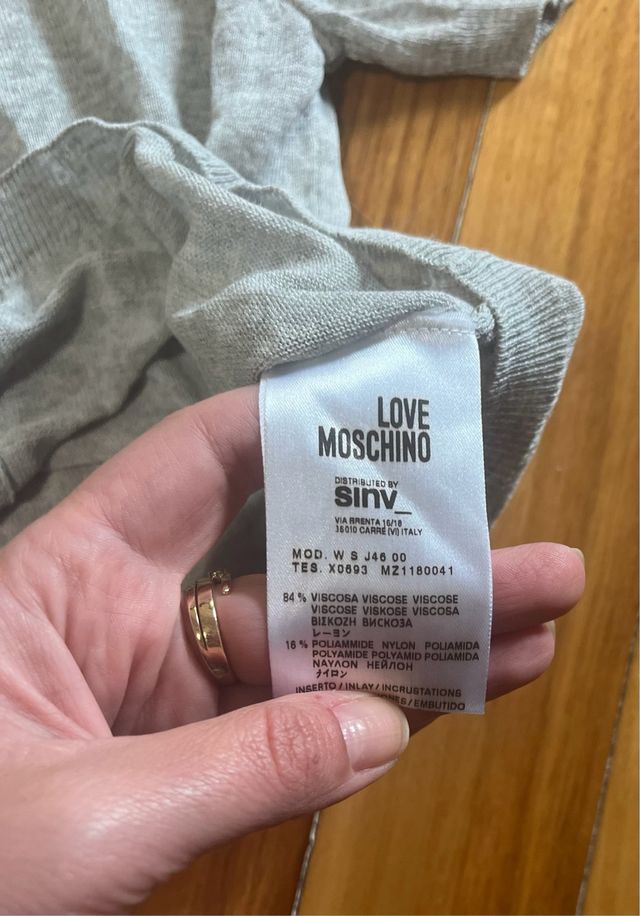 LOVE
MOSCHINO
DISTRIBUTED BY
sinv_
VIA BRENTA 16/18
36010 CARRÉ (VI) ITALY
MOD. W S J46 00
TES. X0693 MZ1180041
84 % VISCOSA VISCOSE VISCOSE
VISCOSE VISKOSE VISCOSA
ΒΙΣΚΟΖΗ ВИСКОЗА
レーヨン
16 % POLIAMMIDE NYLON POLIAMIDA
POLYAMIDE POLYAMID POLIAMIDA
ΝΑΥΛΟΝ НЕЙЛОН
ナイロン
INSERTO / INLAY / INCRUSTATIONS
/ EMBUTIDO